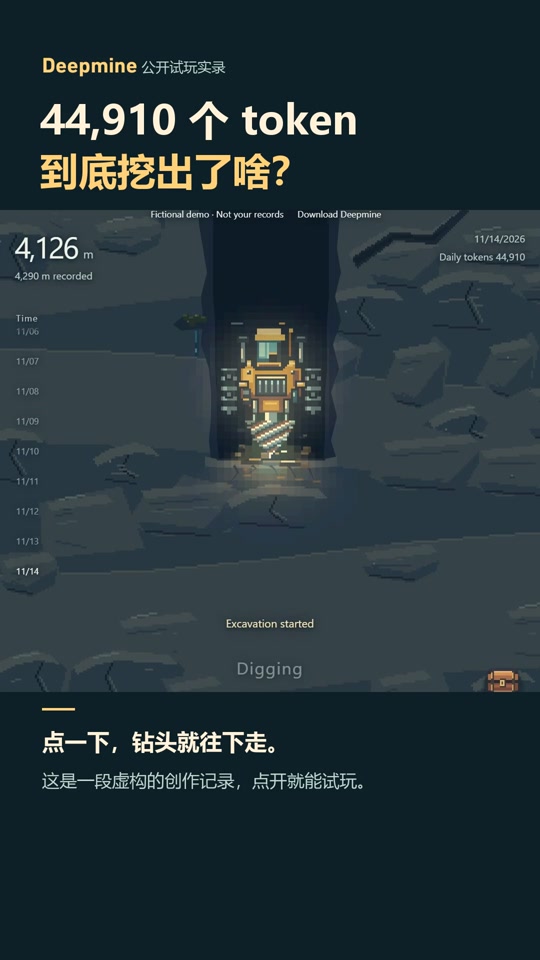 Deepmine 公开试玩实录
44,910 个 token
到底挖出了啥？
Fictional demo · Not your records Download Deepmine
4,126 m
4,290 m recorded
11/14/2026
Daily tokens 44,910
Time
11/06
11/07
11/08
11/09
11/10
11/11
11/12
11/13
11/14
Excavation started
Digging
点一下，钻头就往下走。
这是一段虚构的创作记录，点开就能试玩。